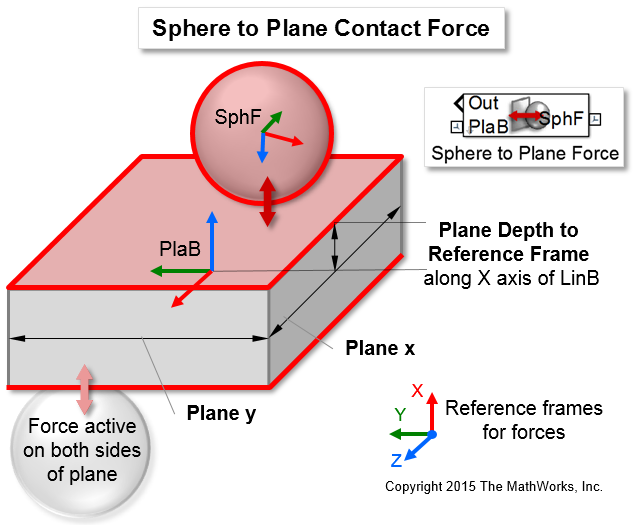 Sphere to Plane Contact Force
SphF
Out
PlaB
SphF
Sphere to Plane Force
PlaB
Plane Depth to
Reference Frame
along X axis of LinB
Plane x
Plane y
Force active
on both sides
of plane
X
Y
Z
Reference frames
for forces
Copyright 2015 The MathWorks, Inc.